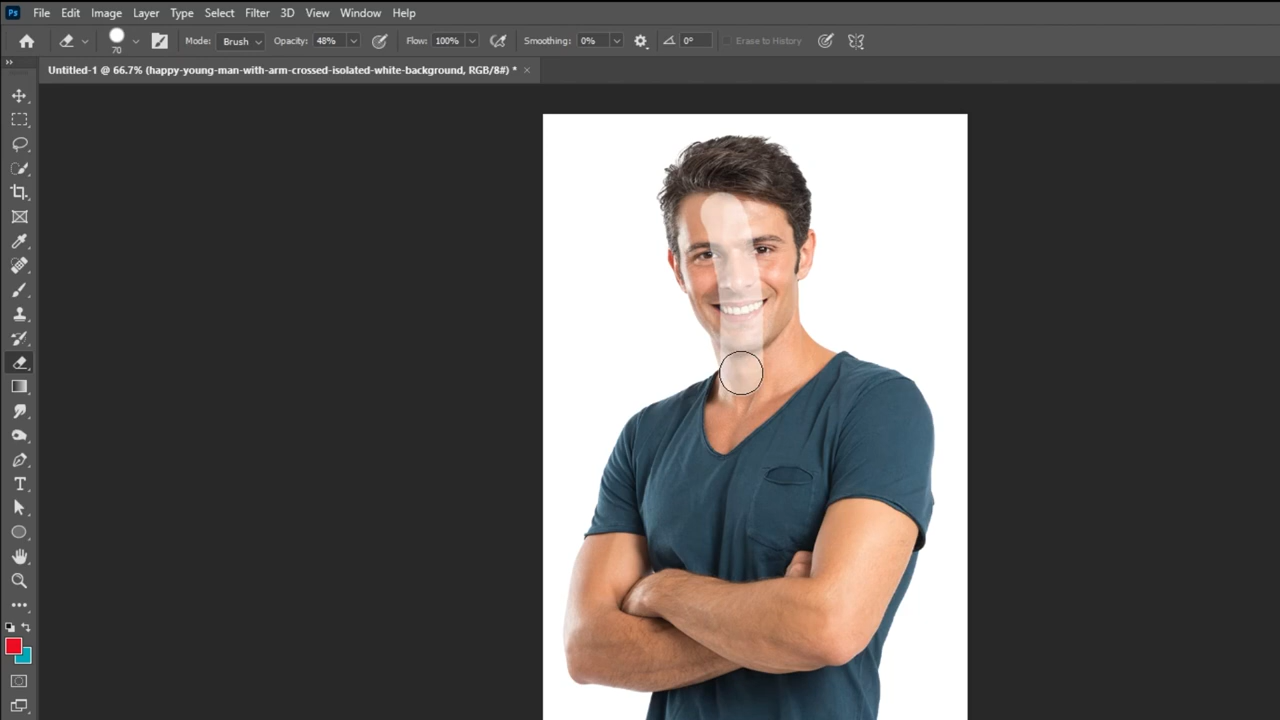 Ps File Edit Image Layer Type Select Filter 3D View Window Help
70 Mode: Brush Opacity: 48% Flow: 100% Smoothing: 0% 0° Erase to History
Untitled-1 @ 66.7% (happy-young-man-with-arm-crossed-isolated-white-background, RGB/8#) * ×
T